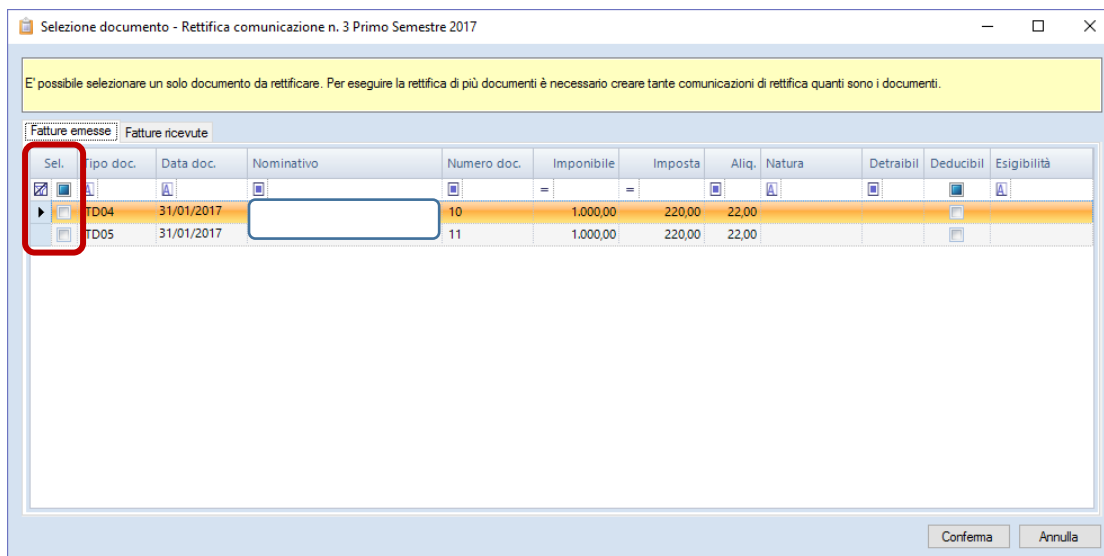 Selezione documento - Rettifica comunicazione n. 3 Primo Semestre 2017
E' possibile selezionare un solo documento da rettificare. Per eseguire la rettifica di più documenti è necessario creare tante comunicazioni di rettifica quanti sono i documenti.
Fatture emesse Fatture ricevute
Sel. Tipo doc. Data doc. Nominativo Numero doc. Imponibile Imposta Aliq. Natura Detraibil Deducibil Esigibilità
A A = = A A
TD04 31/01/2017 10 1.000,00 220,00 22,00
TD05 31/01/2017 11 1.000,00 220,00 22,00
Conferma Annulla